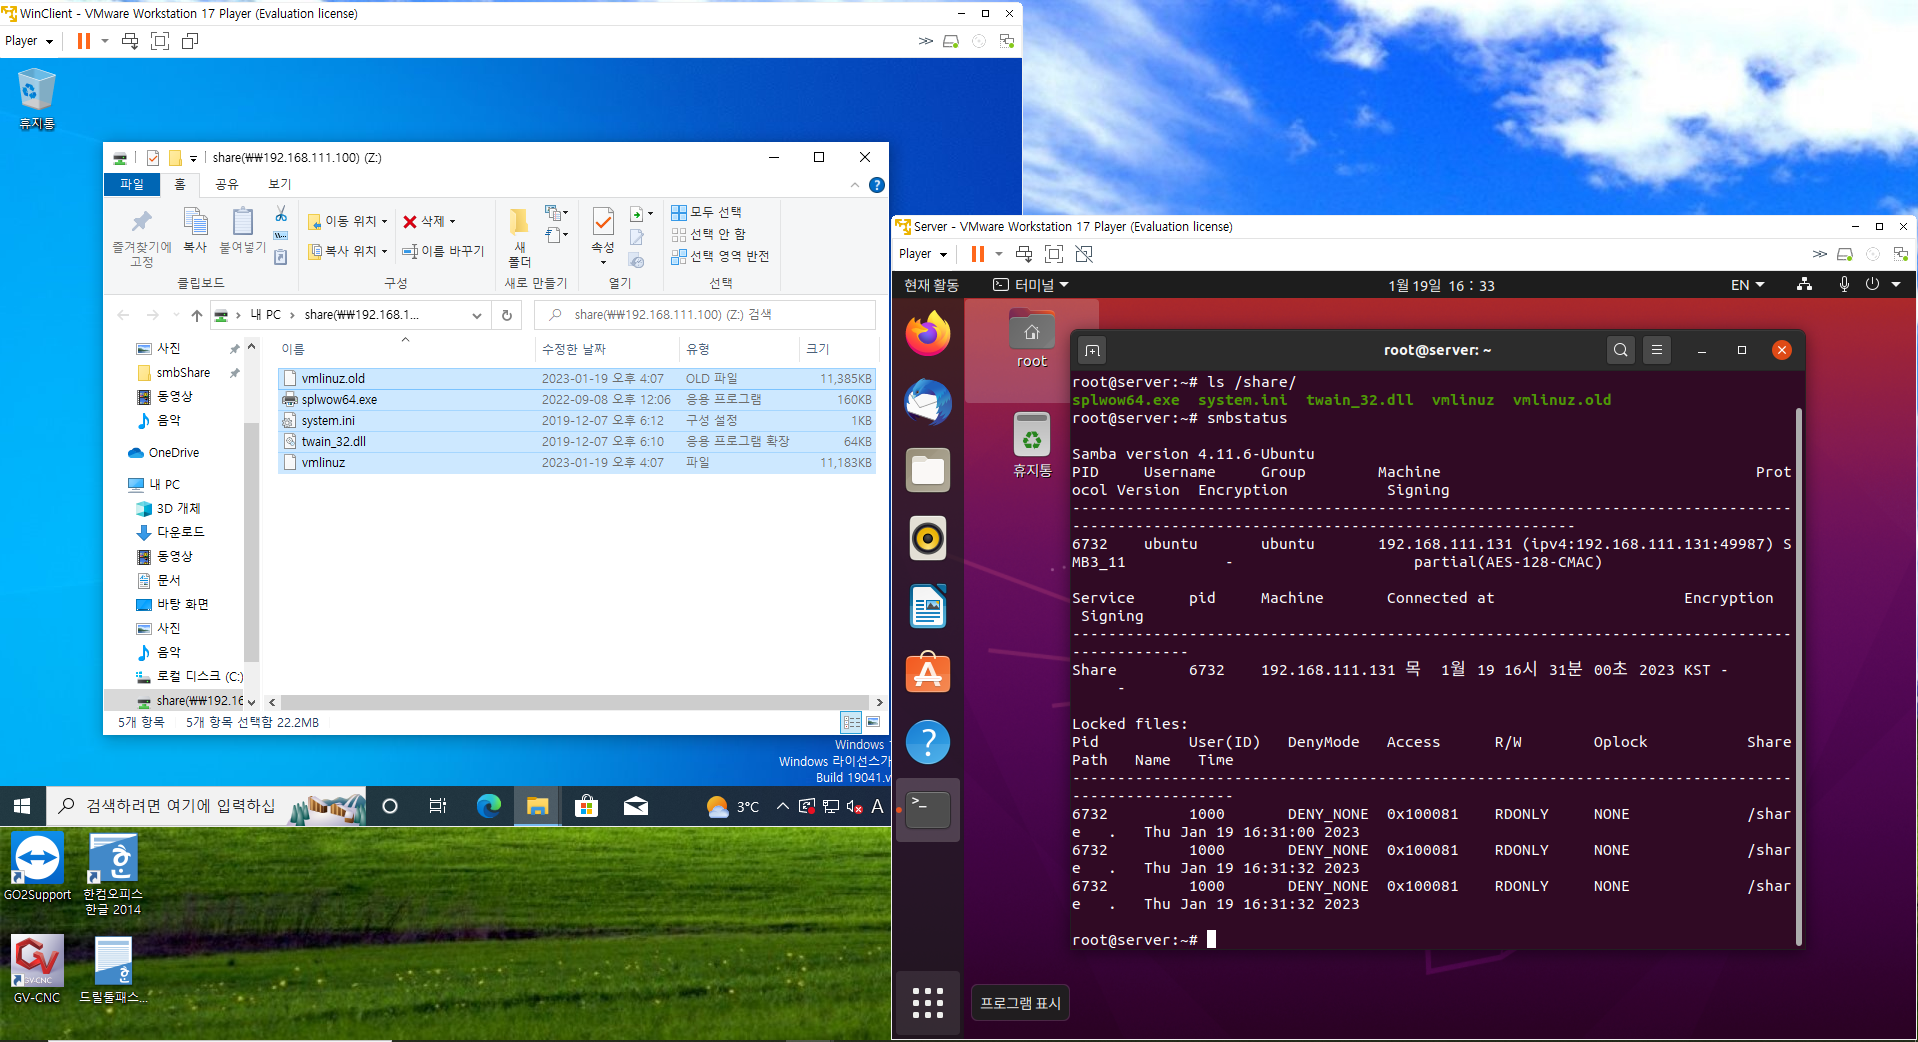 WinClient - VMware Workstation 17 Player (Evaluation license)
Player
휴지통
share(₩₩192.168.111.100) (Z:)
파일 홈 공유 보기
즐겨찾기에 고정
복사
붙여넣기
이동 위치
복사 위치
삭제
이름 바꾸기
새 폴더
속성
모두 선택
선택 안 함
선택 영역 반전
클립보드 구성 새로 만들기 열기 선택
내 PC > share(₩₩192.168.1...
share(₩₩192.168.111.100) (Z:) 검색
이름 수정한 날짜 유형 크기
vmlinuz.old 2023-01-19 오후 4:07 OLD 파일 11,385KB
splwow64.exe 2022-09-08 오후 12:06 응용 프로그램 160KB
system.ini 2019-12-07 오후 6:12 구성 설정 1KB
twain_32.dll 2019-12-07 오후 6:10 응용 프로그램 확장 64KB
vmlinuz 2023-01-19 오후 4:07 파일 11,183KB
사진
smbShare
동영상
음악
OneDrive
내 PC
3D 개체
다운로드
동영상
문서
바탕 화면
사진
음악
로컬 디스크 (C:)
share(₩₩192.16
5개 항목 5개 항목 선택함 22.2MB
Windows
Windows 라이선스가
Build 19041.v
검색하려면 여기에 입력하십
3°C
A
GO2Support
한컴오피스 한글 2014
GV-CNC
GV-CNC
드릴툴패스...
Server - VMware Workstation 17 Player (Evaluation license)
Player
현재 활동 터미널 1월 19일 16 : 33 EN
root
휴지통
root@server: ~
root@server:~# ls /share/
splwow64.exe system.ini twain_32.dll vmlinuz vmlinuz.old
root@server:~# smbstatus
Samba version 4.11.6-Ubuntu
PID Username Group Machine Prot
ocol Version Encryption Signing
--------------------------------------------------------------------------------
--------------------------------------------------------
6732 ubuntu ubuntu 192.168.111.131 (ipv4:192.168.111.131:49987) S
MB3_11 - partial(AES-128-CMAC)
Service pid Machine Connected at Encryption
Signing
--------------------------------------------------------------------------------
-------------
Share 6732 192.168.111.131 목 1월 19 16시 31분 00초 2023 KST -
-
Locked files:
Pid User(ID) DenyMode Access R/W Oplock Share
Path Name Time
--------------------------------------------------------------------------------
------------------
6732 1000 DENY_NONE 0x100081 RDONLY NONE /shar
e . Thu Jan 19 16:31:00 2023
6732 1000 DENY_NONE 0x100081 RDONLY NONE /shar
e . Thu Jan 19 16:31:32 2023
6732 1000 DENY_NONE 0x100081 RDONLY NONE /shar
e . Thu Jan 19 16:31:32 2023
root@server:~#
프로그램 표시